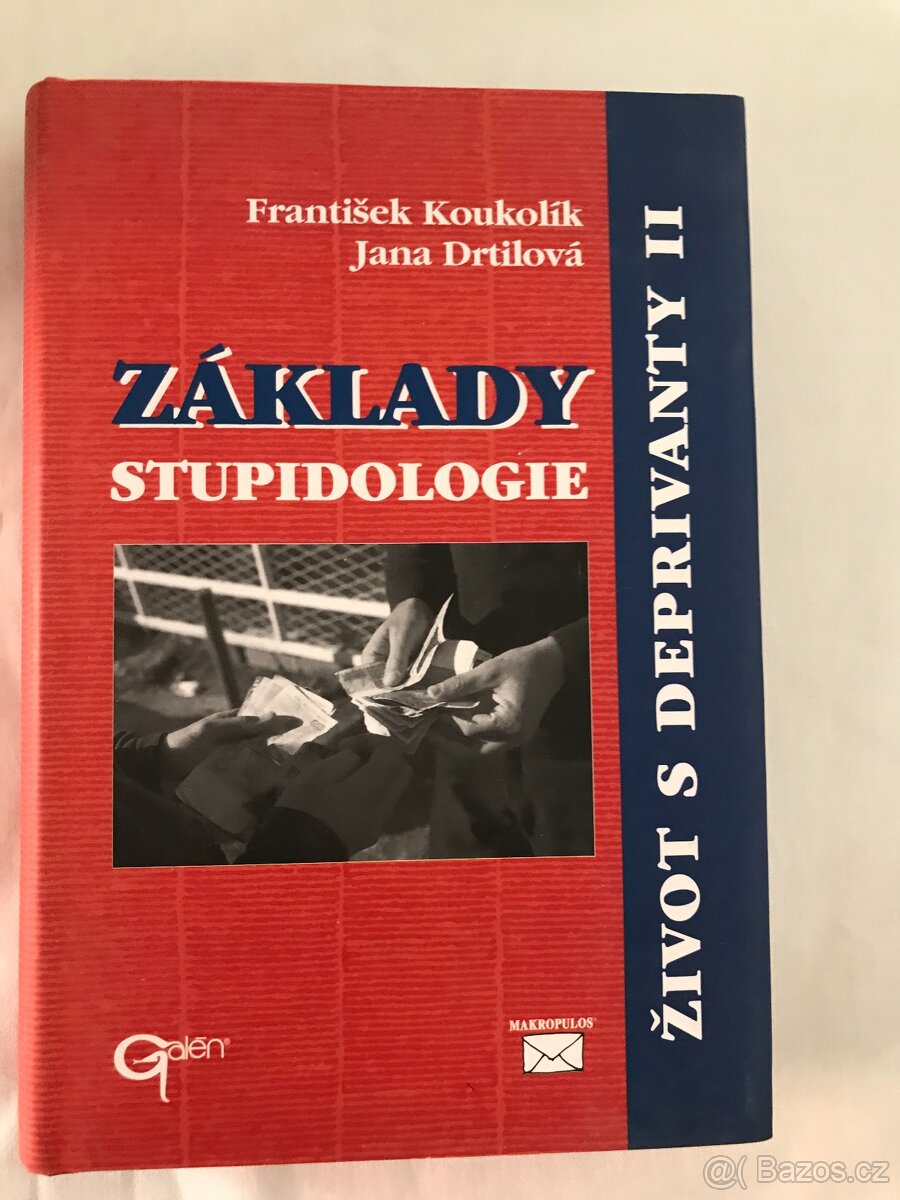 František Koukolík
Jana Drtilová
ZÁKLADY
STUPIDOLOGIE
ŽIVOT S DEPRIVANTY II
Galén®
MAKROPULOS®
@( Bazos.cz